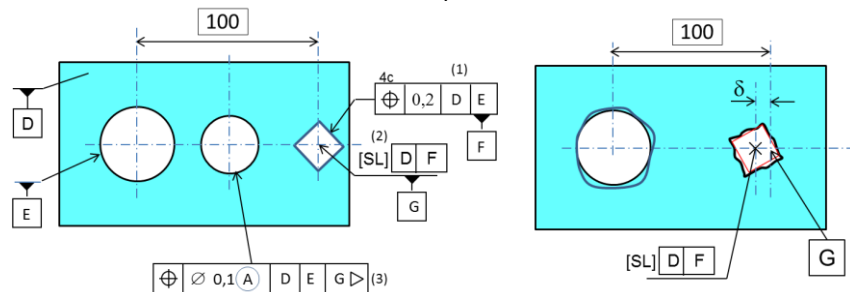 100
4c
(1)
⌖ 0,2 D E
F
D
(2)
[SL] D F
G
E
⌖ ⌀ 0,1 Ⓐ D E G ▷ (3)
100
δ
[SL] D F
G